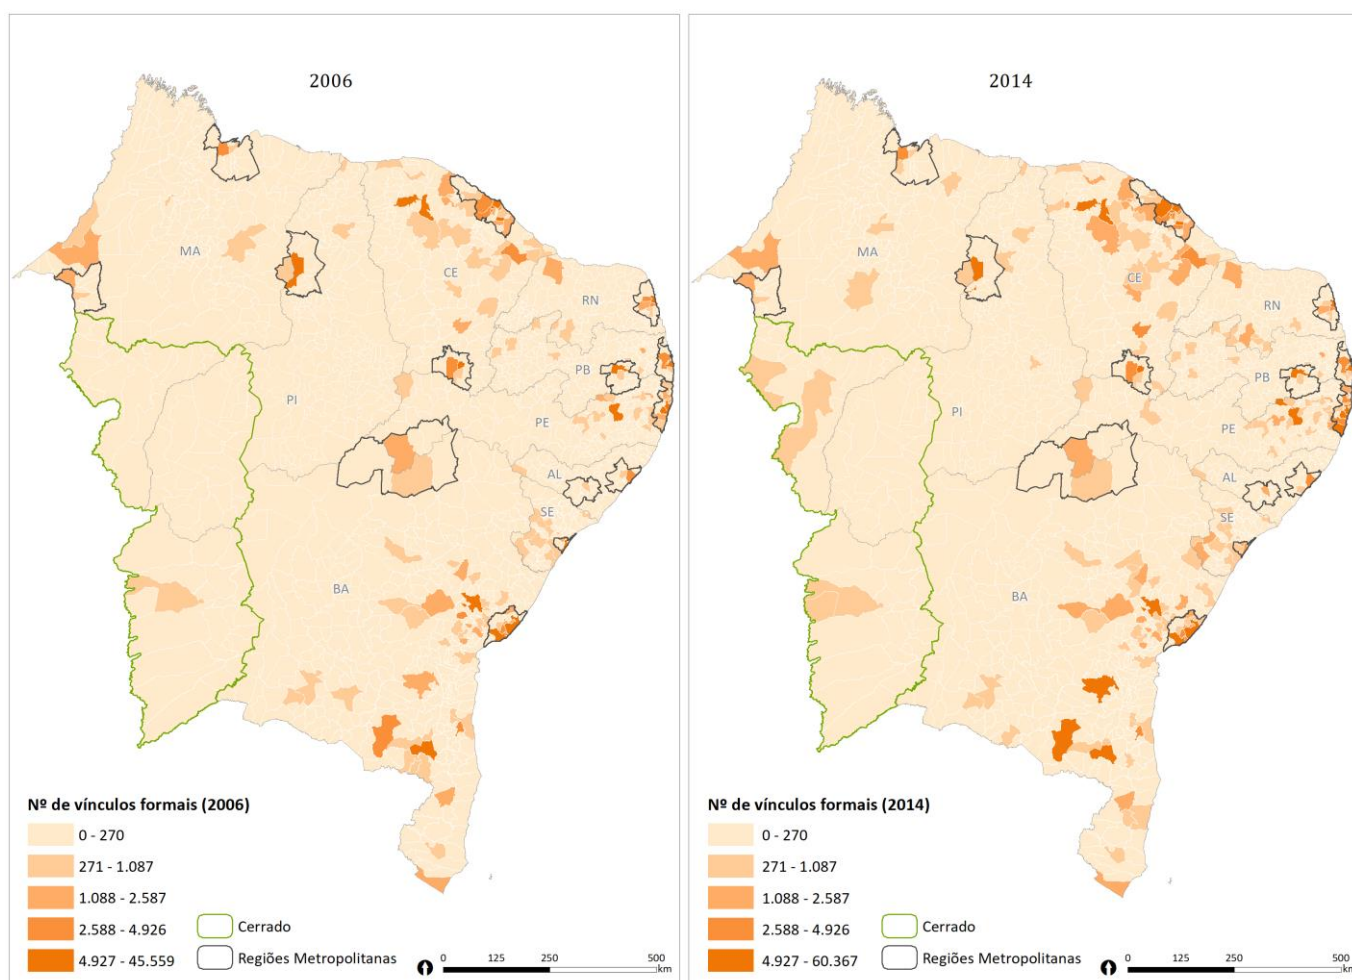 2006
MA
CE
RN
PB
PI
PE
AL
SE
BA
Nº de vínculos formais (2006)
0 - 270
271 - 1.087
1.088 - 2.587
2.588 - 4.926
4.927 - 45.559
Cerrado
Regiões Metropolitanas
0 125 250 500
km
2014
MA
CE
RN
PB
PI
PE
AL
SE
BA
Nº de vínculos formais (2014)
0 - 270
271 - 1.087
1.088 - 2.587
2.588 - 4.926
4.927 - 60.367
Cerrado
Regiões Metropolitanas
0 125 250 500
km